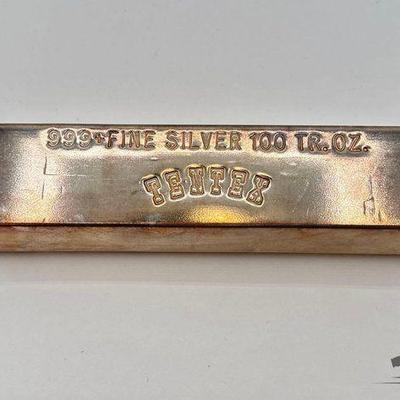 999+FINE SILVER 100 TR.OZ.
TENTEX